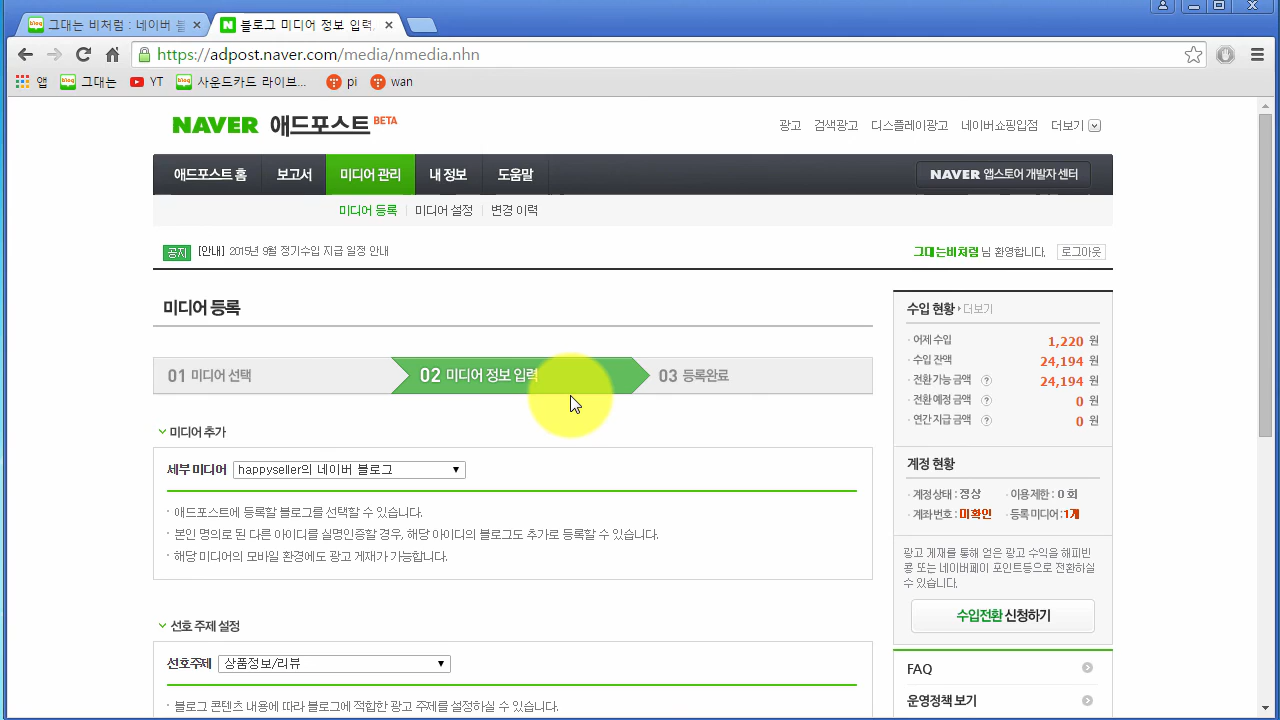 그대는 비처럼 : 네이버 블
블로그 미디어 정보 입력
https://adpost.naver.com/media/nmedia.nhn
앱 그대는 YT 사운드카드 라이브... pi wan
NAVER 애드포스트 BETA
광고 검색광고 디스플레이광고 네이버쇼핑입점 더보기
애드포스트 홈 보고서 미디어 관리 내 정보 도움말 NAVER 앱스토어 개발자 센터
미디어 등록 미디어 설정 변경 이력
공지 [안내] 2015년 9월 정기수입 지급 일정 안내
그대는비처럼 님 환영합니다. 로그아웃
미디어 등록
01 미디어 선택 02 미디어 정보 입력 03 등록완료
미디어 추가
세부 미디어 happyseller의 네이버 블로그
· 애드포스트에 등록할 블로그를 선택할 수 있습니다.
· 본인 명의로 된 다른 아이디를 실명인증할 경우, 해당 아이디의 블로그도 추가로 등록할 수 있습니다.
· 해당 미디어의 모바일 환경에도 광고 게재가 가능합니다.
선호 주제 설정
선호주제 상품정보/리뷰
· 블로그 콘텐츠 내용에 따라 블로그에 적합한 광고 주제를 설정하실 수 있습니다.
수입 현황 더보기
· 어제 수입 1,220 원
· 수입 잔액 24,194 원
· 전환 가능 금액 ? 24,194 원
· 전환 예정 금액 ? 0 원
· 연간 지급 금액 ? 0 원
계정 현황
· 계정상태 : 정상 · 이용제한 : 0 회
· 계좌번호 : 미확인 · 등록 미디어 : 1개
광고 게재를 통해 얻은 광고 수익을 해피빈
콩 또는 네이버페이 포인트등으로 전환하실
수 있습니다.
수입전환 신청하기
FAQ
운영정책 보기